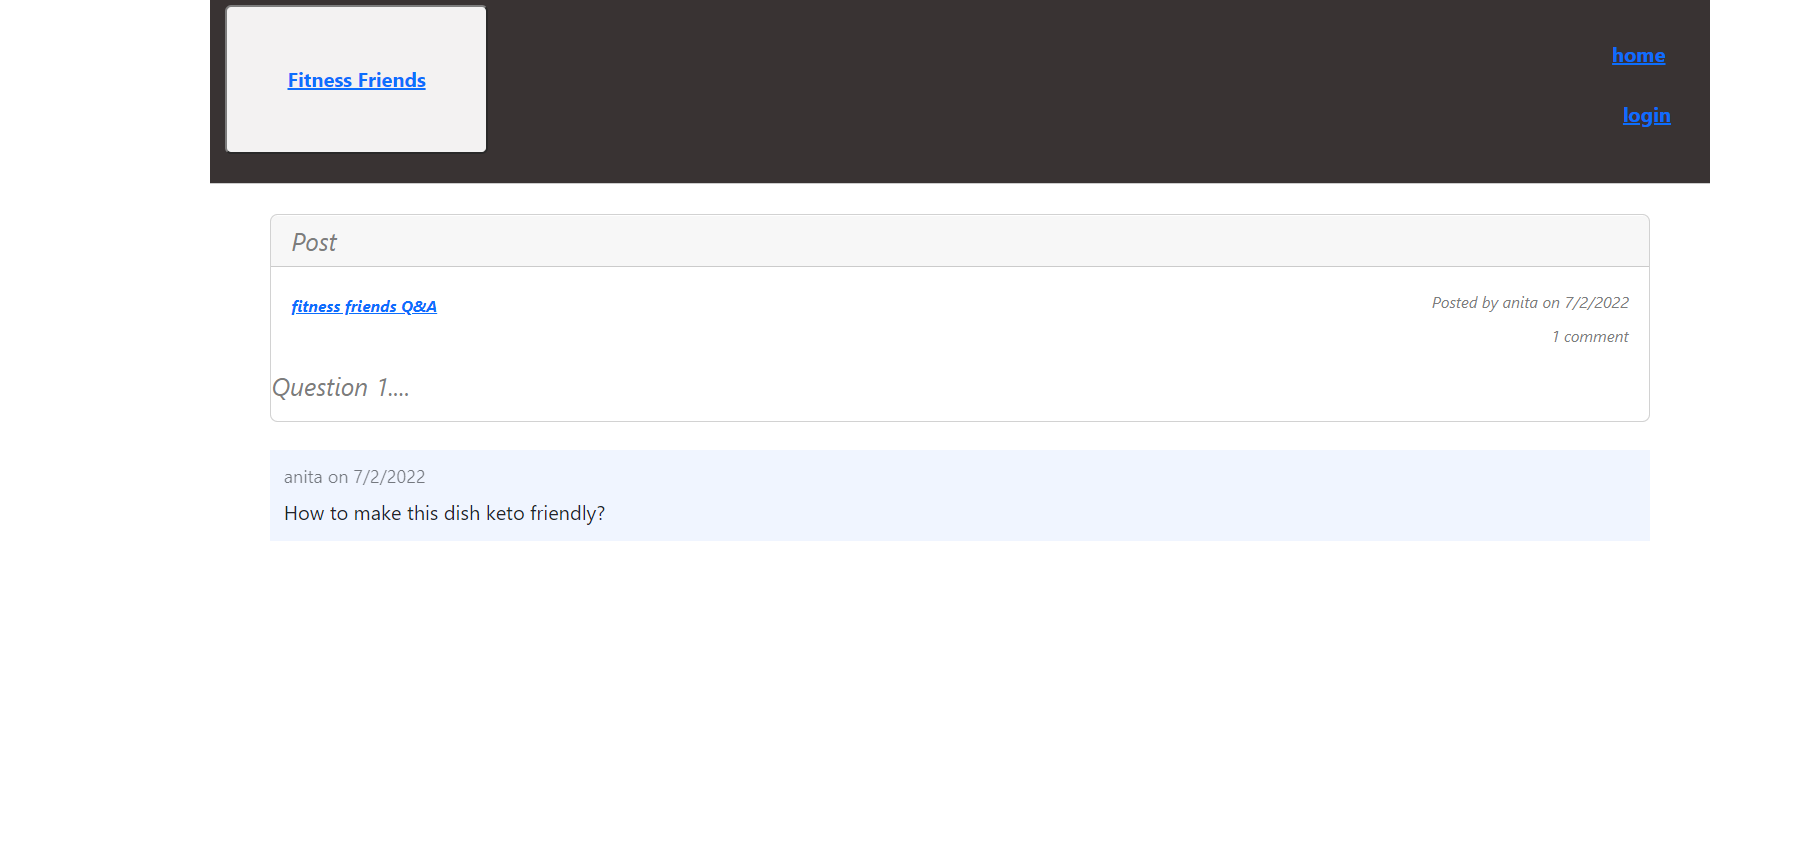 Fitness Friends
home
login
Post
fitness friends Q&A
Posted by anita on 7/2/2022
1 comment
Question 1....
anita on 7/2/2022
How to make this dish keto friendly?